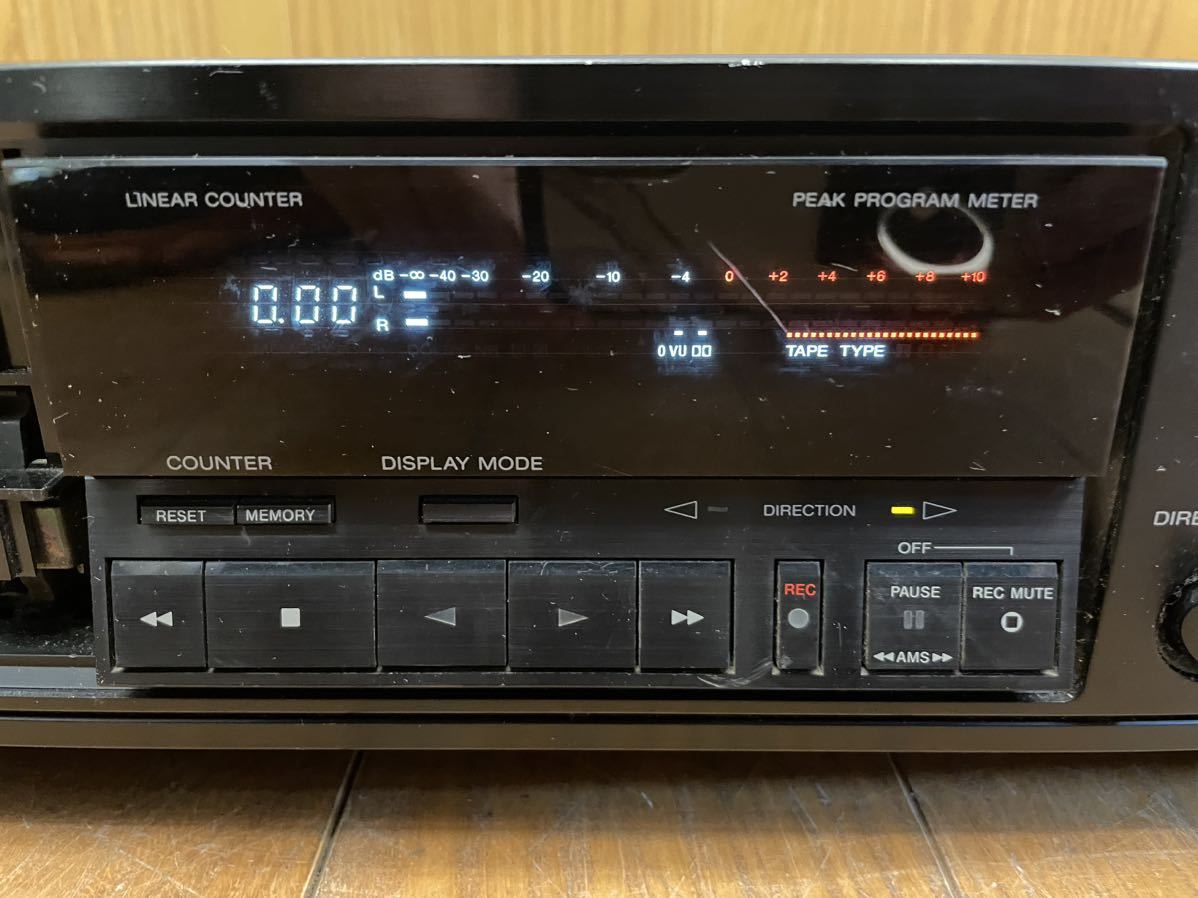 LINEAR COUNTER
PEAK PROGRAM METER
dB -∞ -40 -30 -20 -10 -4 0 +2 +4 +6 +8 +10
L
0.00
R
0 VU
TAPE TYPE
COUNTER
DISPLAY MODE
RESET
MEMORY
DIRECTION
DIRE
OFF
REC
PAUSE
REC MUTE
AMS